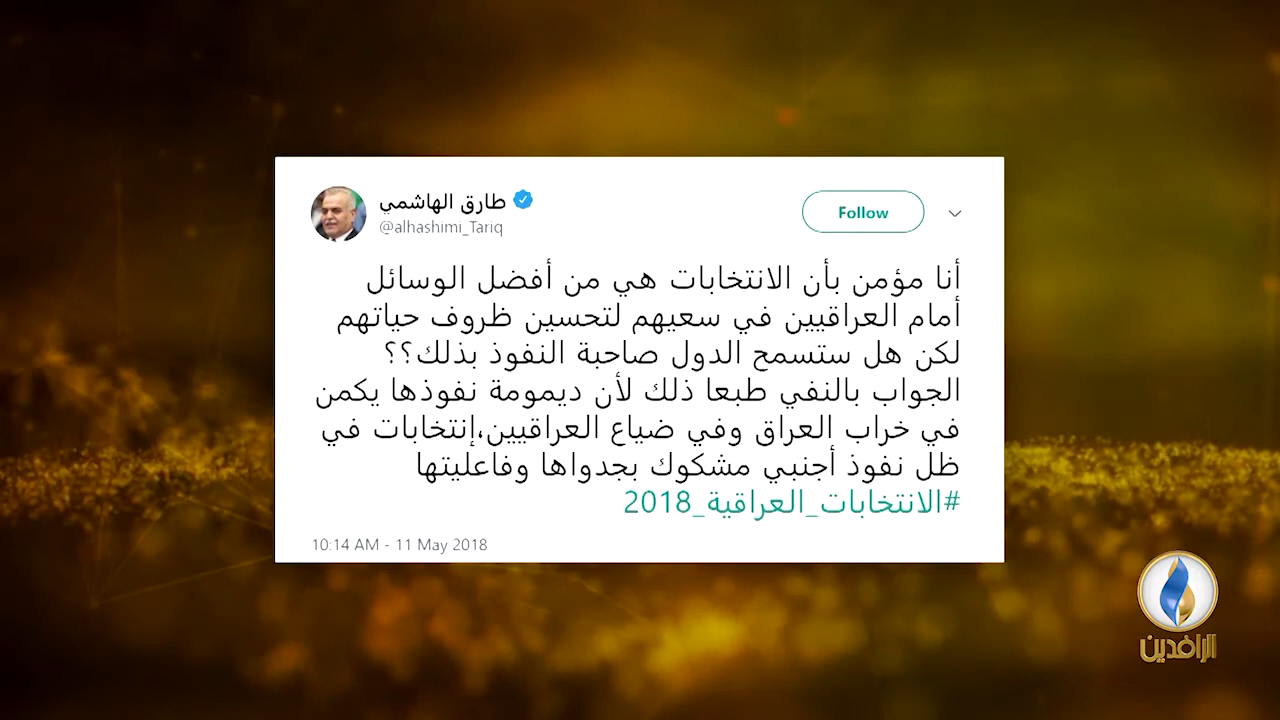 طارق الهاشمي
@alhashimi_Tariq
Follow
أنا مؤمن بأن الانتخابات هي من أفضل الوسائل
أمام العراقيين في سعيهم لتحسين ظروف حياتهم
لكن هل ستسمح الدول صاحبة النفوذ بذلك؟؟
الجواب بالنفي طبعا ذلك لأن ديمومة نفوذها يكمن
في خراب العراق وفي ضياع العراقيين،إنتخابات في
ظل نفوذ أجنبي مشكوك بجدواها وفاعليتها
#الانتخابات_العراقية_2018
10:14 AM - 11 May 2018
الرافدين